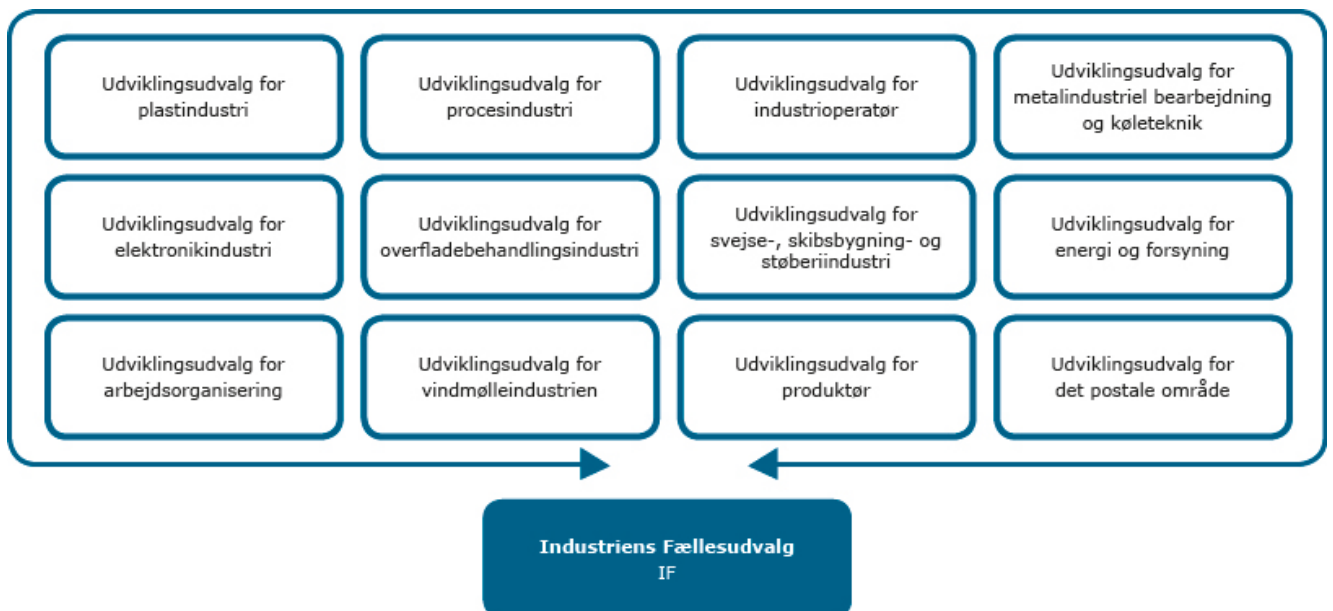 Udviklingsudvalg for
plastindustri
Udviklingsudvalg for
procesindustri
Udviklingsudvalg for
industrioperatør
Udviklingsudvalg for
metalindustriel bearbejdning
og køleteknik
Udviklingsudvalg for
elektronikindustri
Udviklingsudvalg for
overfladebehandlingsindustri
Udviklingsudvalg for
svejse-, skibsbygning- og
støberiindustri
Udviklingsudvalg for
energi og forsyning
Udviklingsudvalg for
arbejdsorganisering
Udviklingsudvalg for
vindmølleindustrien
Udviklingsudvalg for
produktør
Udviklingsudvalg for
det postale område
Industriens Fællesudvalg
IF